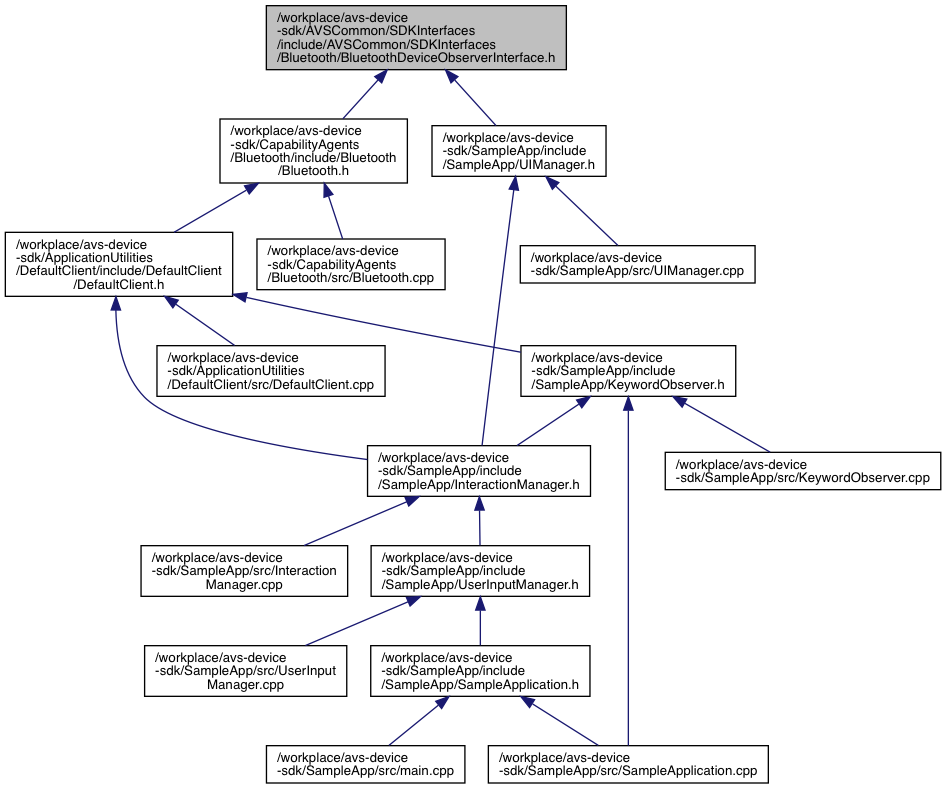 /workplace/avs-device
-sdk/AVSCommon/SDKInterfaces
/include/AVSCommon/SDKInterfaces
/Bluetooth/BluetoothDeviceObserverInterface.h
/workplace/avs-device
-sdk/CapabilityAgents
/Bluetooth/include/Bluetooth
/Bluetooth.h
/workplace/avs-device
-sdk/SampleApp/include
/SampleApp/UIManager.h
/workplace/avs-device
-sdk/ApplicationUtilities
/DefaultClient/include/DefaultClient
/DefaultClient.h
/workplace/avs-device
-sdk/CapabilityAgents
/Bluetooth/src/Bluetooth.cpp
/workplace/avs-device
-sdk/SampleApp/src/UIManager.cpp
/workplace/avs-device
-sdk/ApplicationUtilities
/DefaultClient/src/DefaultClient.cpp
/workplace/avs-device
-sdk/SampleApp/include
/SampleApp/KeywordObserver.h
/workplace/avs-device
-sdk/SampleApp/include
/SampleApp/InteractionManager.h
/workplace/avs-device
-sdk/SampleApp/src/KeywordObserver.cpp
/workplace/avs-device
-sdk/SampleApp/src/Interaction
Manager.cpp
/workplace/avs-device
-sdk/SampleApp/include
/SampleApp/UserInputManager.h
/workplace/avs-device
-sdk/SampleApp/src/UserInput
Manager.cpp
/workplace/avs-device
-sdk/SampleApp/include
/SampleApp/SampleApplication.h
/workplace/avs-device
-sdk/SampleApp/src/main.cpp
/workplace/avs-device
-sdk/SampleApp/src/SampleApplication.cpp